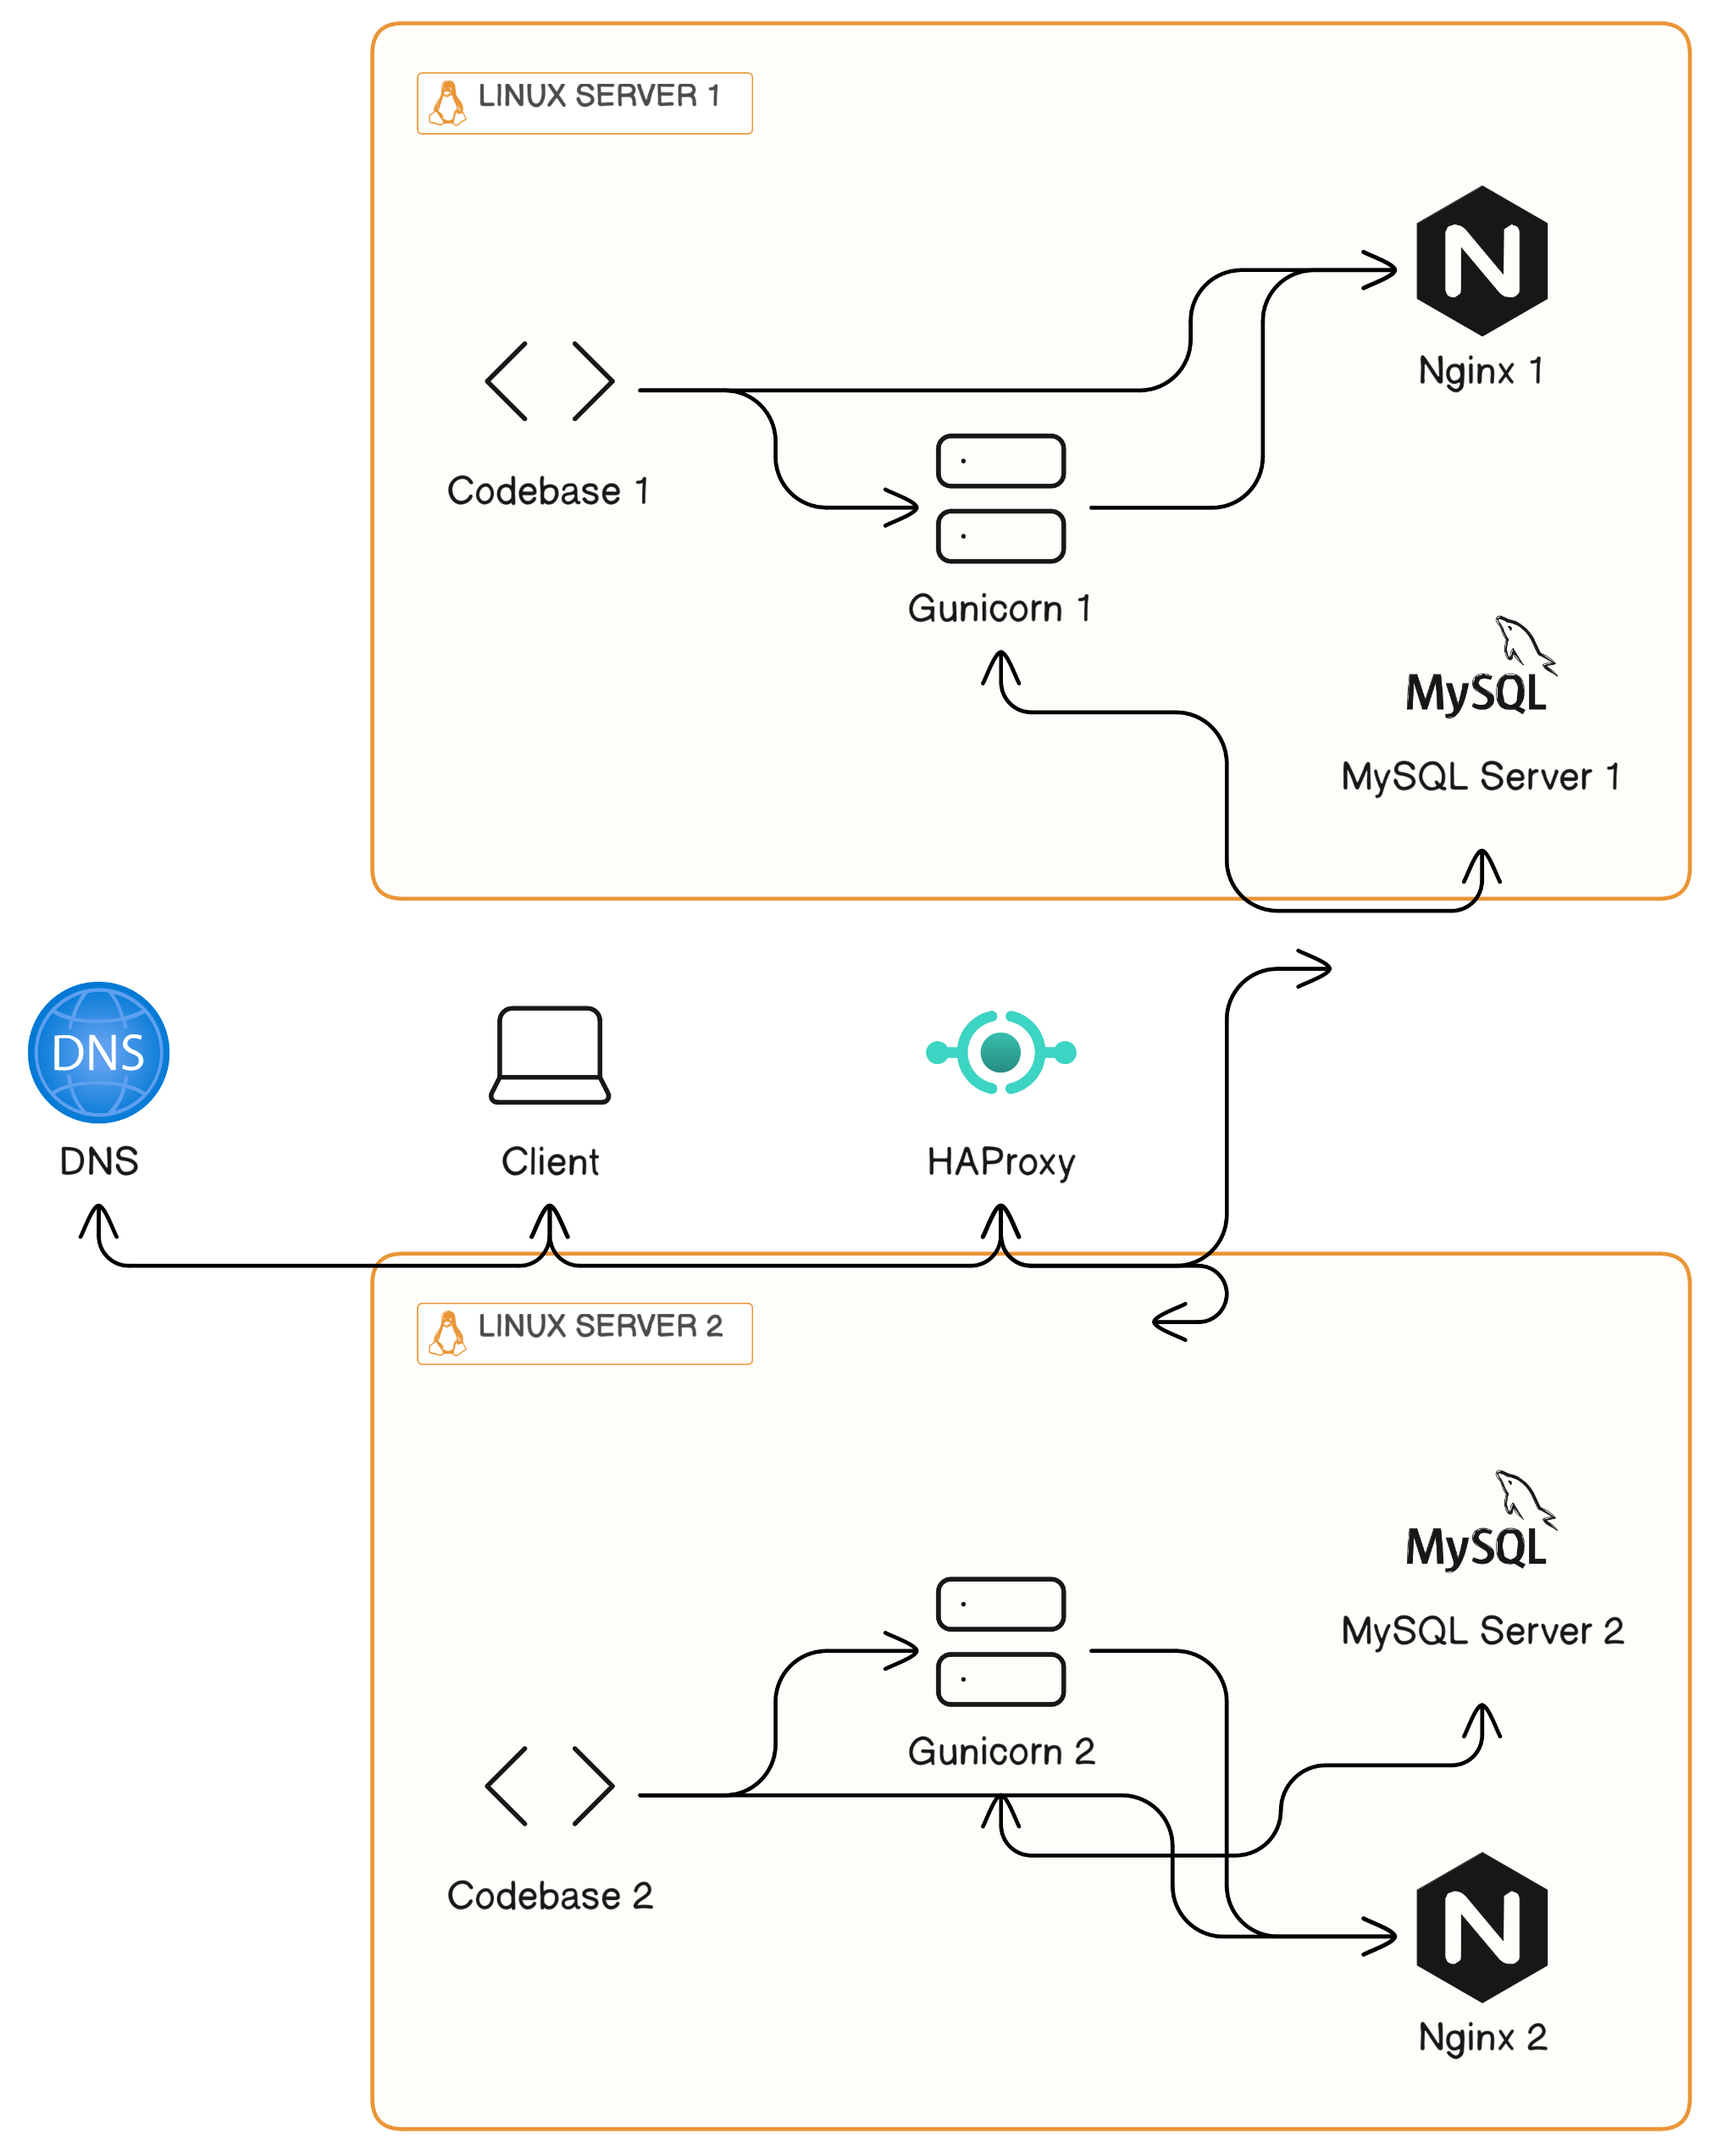 LINUX SERVER 1
Nginx 1
Codebase 1
Gunicorn 1
MySQL
MySQL Server 1
DNS
DNS
Client
HAProxy
LINUX SERVER 2
MySQL
MySQL Server 2
Gunicorn 2
Codebase 2
N
Nginx 2